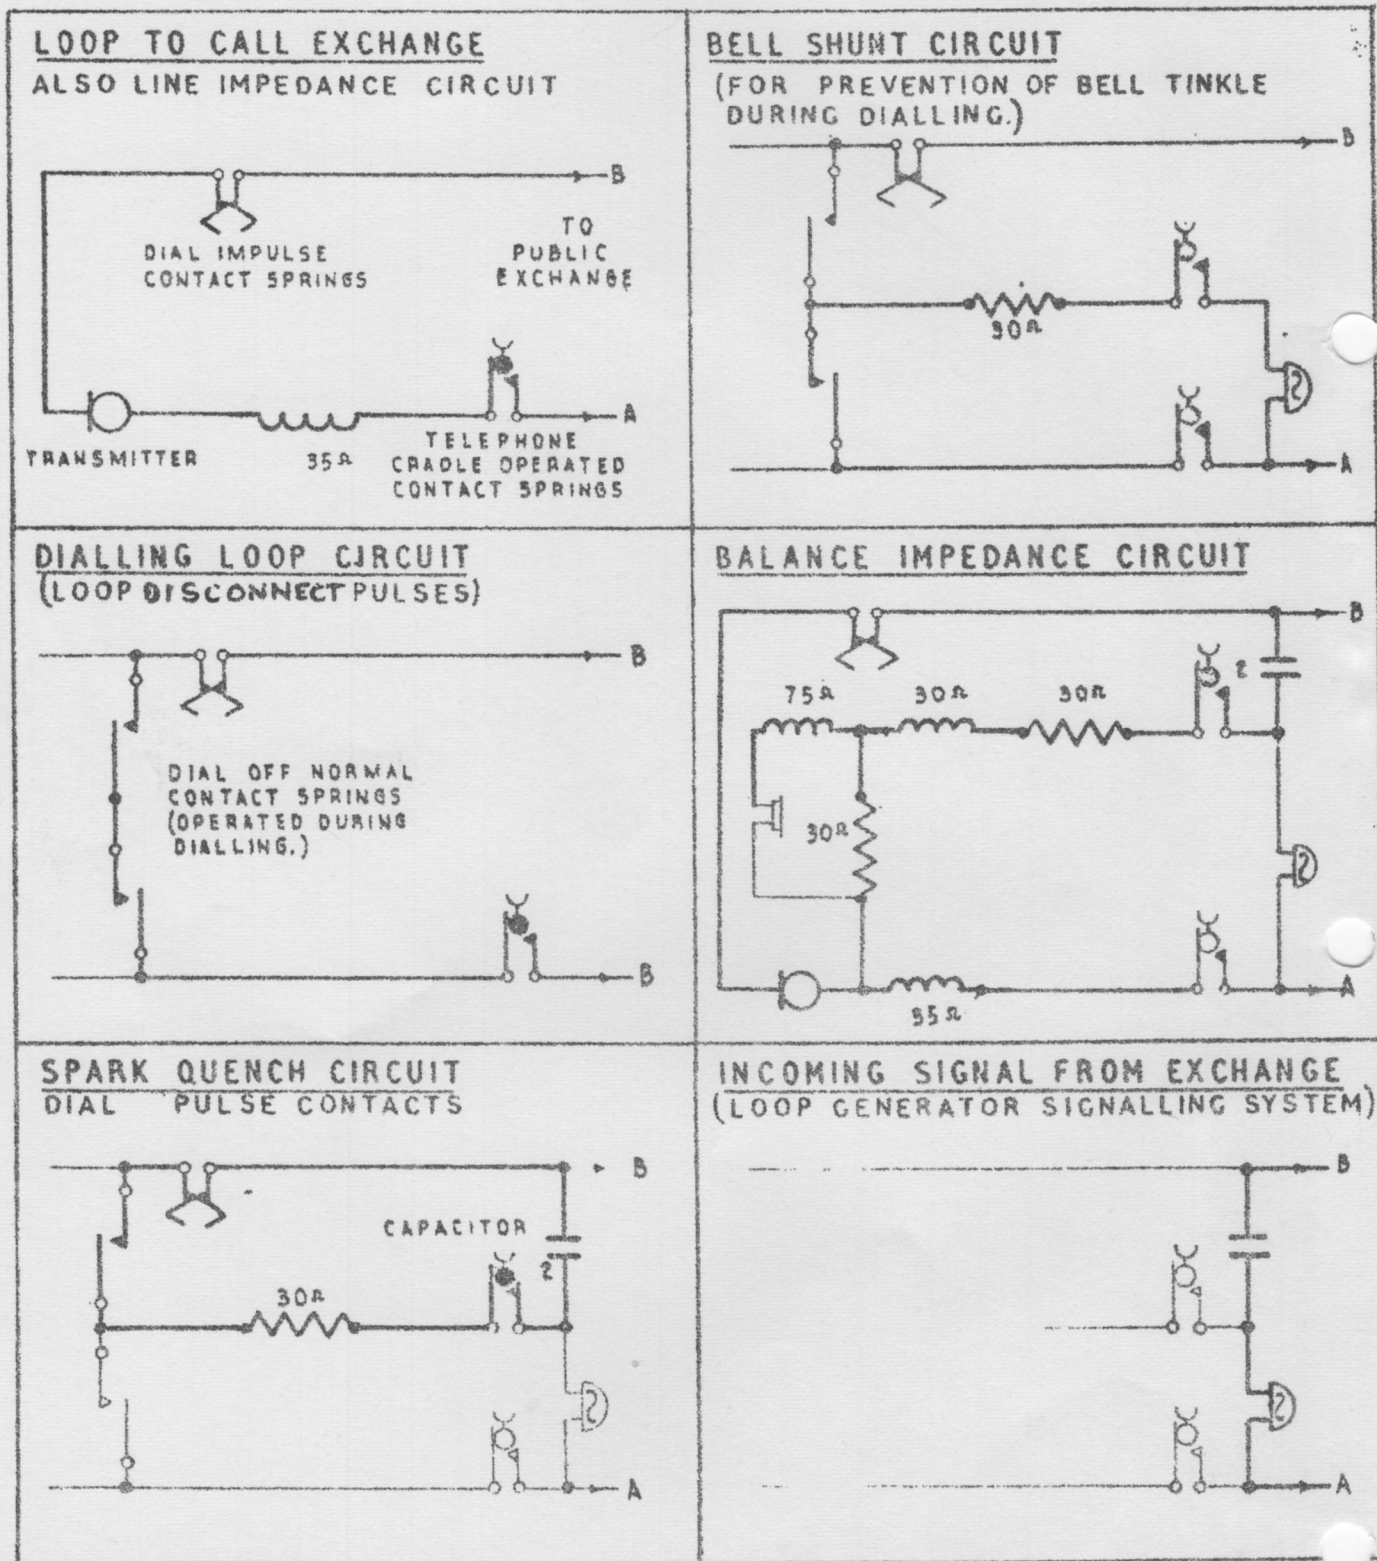 LOOP TO CALL EXCHANGE
ALSO LINE IMPEDANCE CIRCUIT
B
DIAL IMPULSE
CONTACT SPRINGS
TO
PUBLIC
EXCHANGE
A
TRANSMITTER
35Ω
TELEPHONE
CRADLE OPERATED
CONTACT SPRINGS
BELL SHUNT CIRCUIT
(FOR PREVENTION OF BELL TINKLE
DURING DIALLING.)
B
30Ω
A
DIALLING LOOP CIRCUIT
(LOOP DISCONNECT PULSES)
B
DIAL OFF NORMAL
CONTACT SPRINGS
(OPERATED DURING
DIALLING.)
B
BALANCE IMPEDANCE CIRCUIT
B
2
75Ω 30Ω 30Ω
30Ω
A
35Ω
SPARK QUENCH CIRCUIT
DIAL PULSE CONTACTS
B
CAPACITOR
2
30Ω
A
INCOMING SIGNAL FROM EXCHANGE
(LOOP GENERATOR SIGNALLING SYSTEM)
B
A